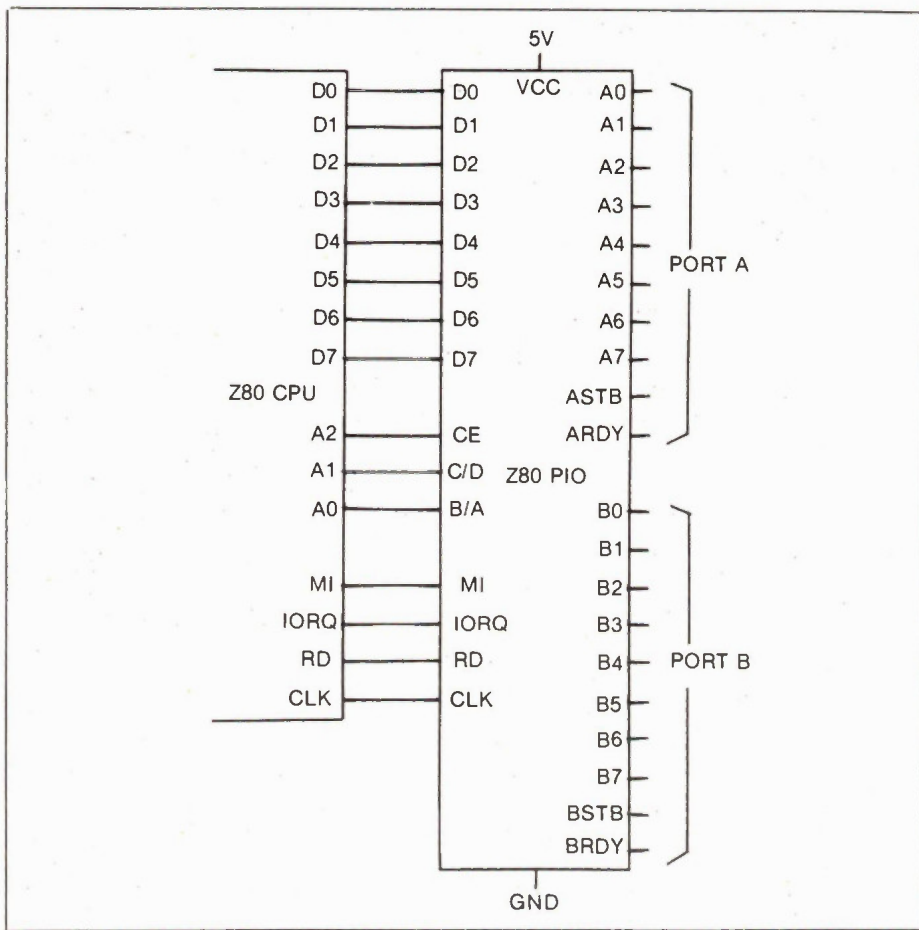 5V
D0 D0 VCC A0
D1 D1 A1
D2 D2 A2
D3 D3 A3
D4 D4 A4
PORT A
D5 D5 A5
D6 D6 A6
D7 D7 A7
Z80 CPU ASTB
A2 CE ARDY
A1 C/D Z80 PIO
A0 B/A B0
B1
MI MI B2
IORQ IORQ B3
RD RD B4 PORT B
CLK CLK B5
B6
B7
BSTB
BRDY
GND